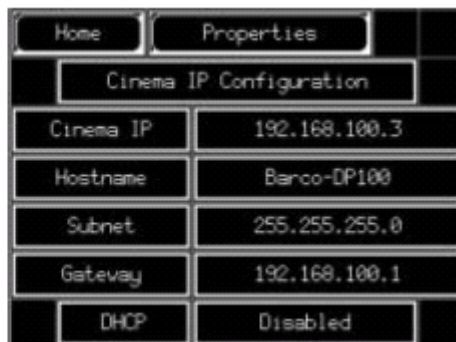 Home Properties
Cinema IP Configuration
Cinema IP 192.168.100.3
Hostname Barco-DP100
Subnet 255.255.255.0
Gateway 192.168.100.1
DHCP Disabled